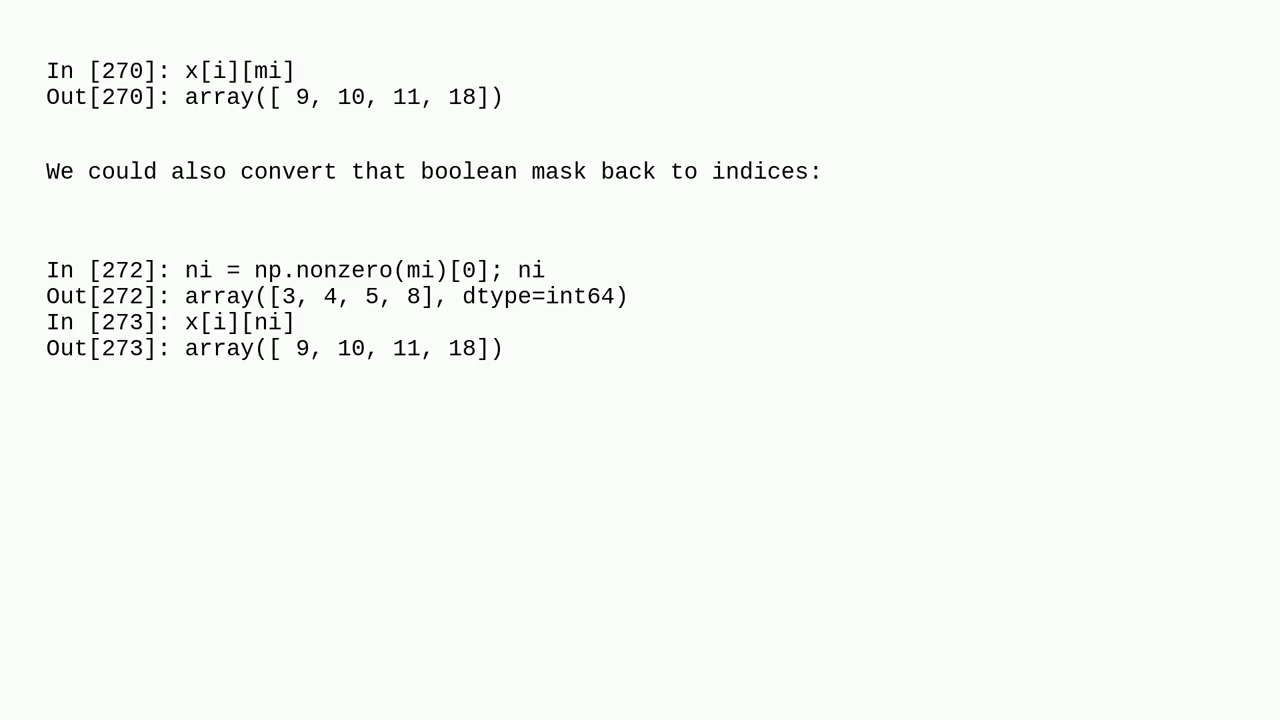 In [270]: x[i][mi]
Out[270]: array([ 9, 10, 11, 18])
We could also convert that boolean mask back to indices:
In [272]: ni = np.nonzero(mi)[0]; ni
Out[272]: array([3, 4, 5, 8], dtype=int64)
In [273]: x[i][ni]
Out[273]: array([ 9, 10, 11, 18])